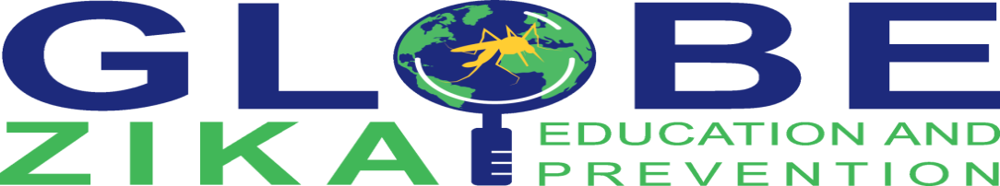 GLOBE
ZIKA EDUCATION AND
PREVENTION